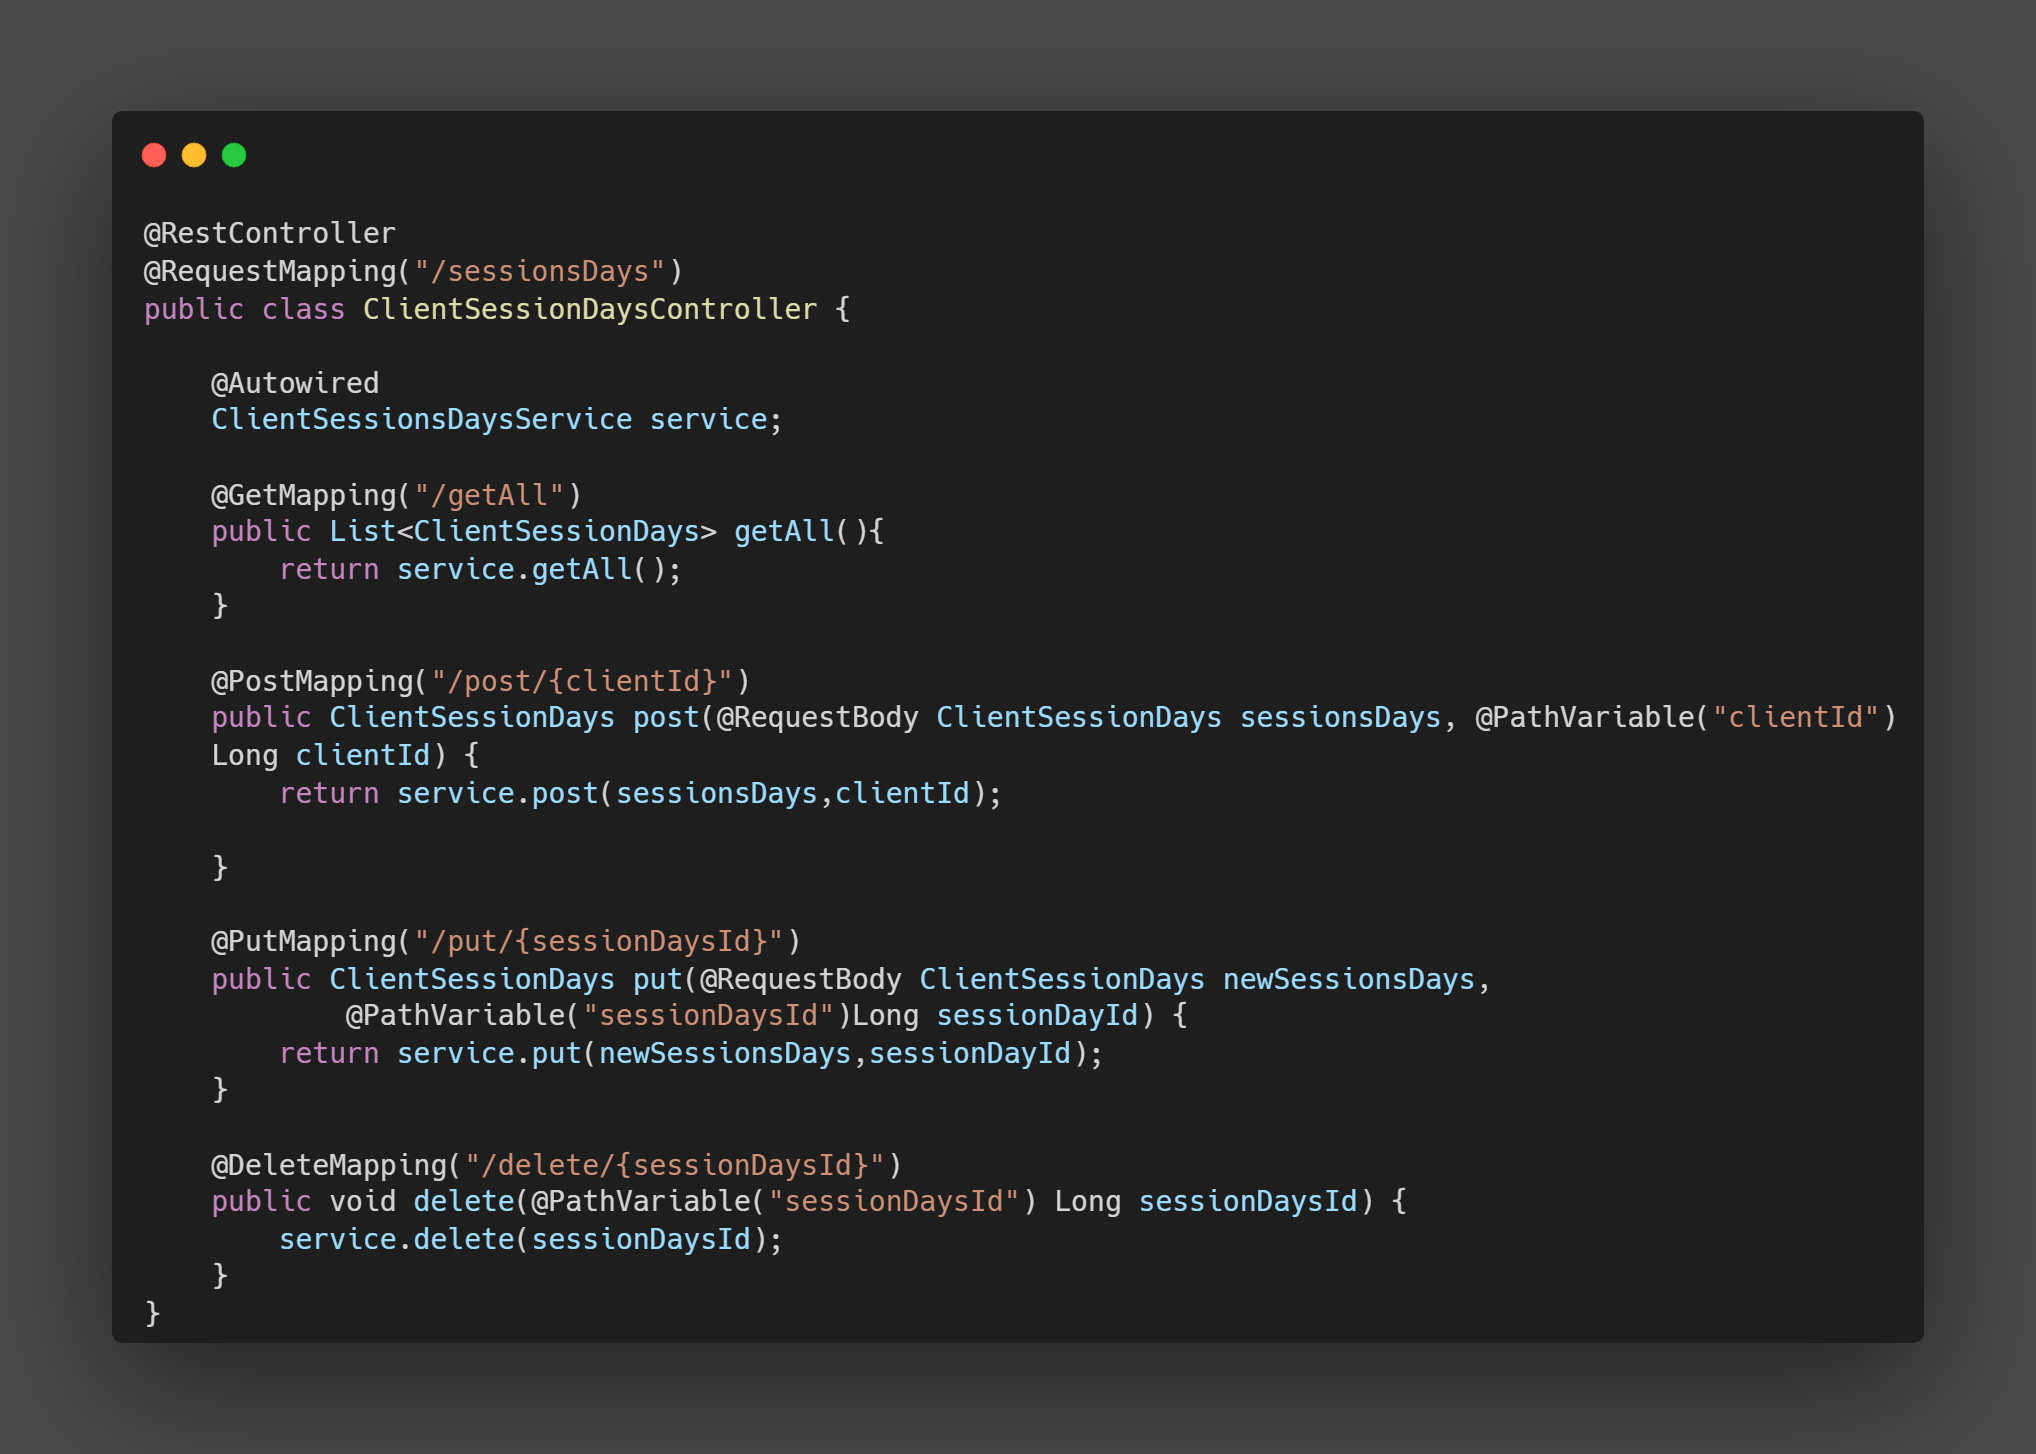 @RestController
@RequestMapping("/sessionsDays")
public class ClientSessionDaysController {
@Autowired
ClientSessionsDaysService service;
@GetMapping("/getAll")
public List<ClientSessionDays> getAll(){
return service.getAll();
}
@PostMapping("/post/{clientId}")
public ClientSessionDays post(@RequestBody ClientSessionDays sessionsDays, @PathVariable("clientId")
Long clientId) {
return service.post(sessionsDays,clientId);
}
@PutMapping("/put/{sessionDaysId}")
public ClientSessionDays put(@RequestBody ClientSessionDays newSessionsDays,
@PathVariable("sessionDaysId")Long sessionDayId) {
return service.put(newSessionsDays,sessionDayId);
}
@DeleteMapping("/delete/{sessionDaysId}")
public void delete(@PathVariable("sessionDaysId") Long sessionDaysId) {
service.delete(sessionDaysId);
}
}